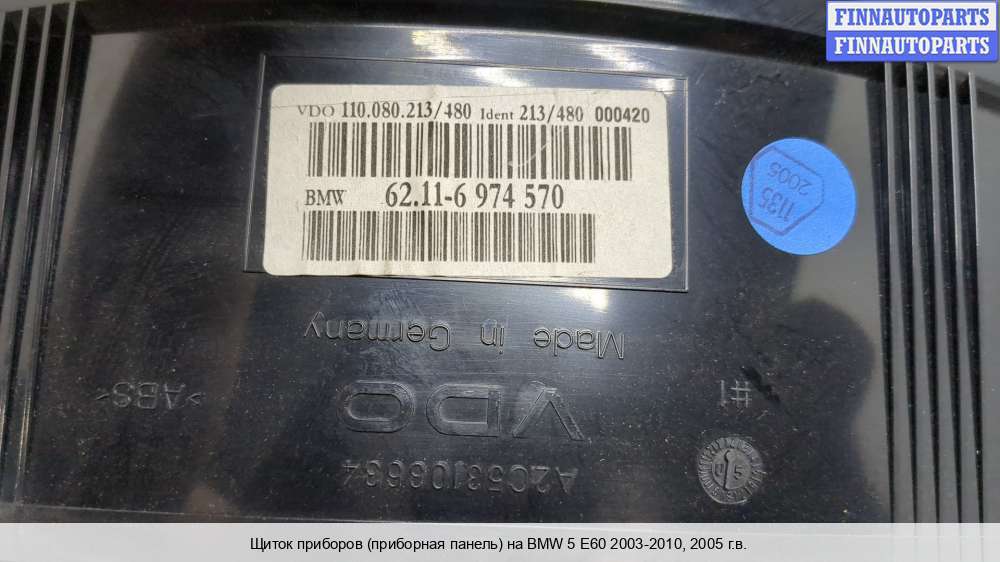 FINNAUTOPARTS
FINNAUTOPARTS
VDO 110.080.213/480 Ident 213/480 000420
BMW 62.11-6 974 570
1135
2005
Made in Germany
VDO
>ABS<
#1
05
Щиток приборов (приборная панель) на BMW 5 E60 2003-2010, 2005 г.в.